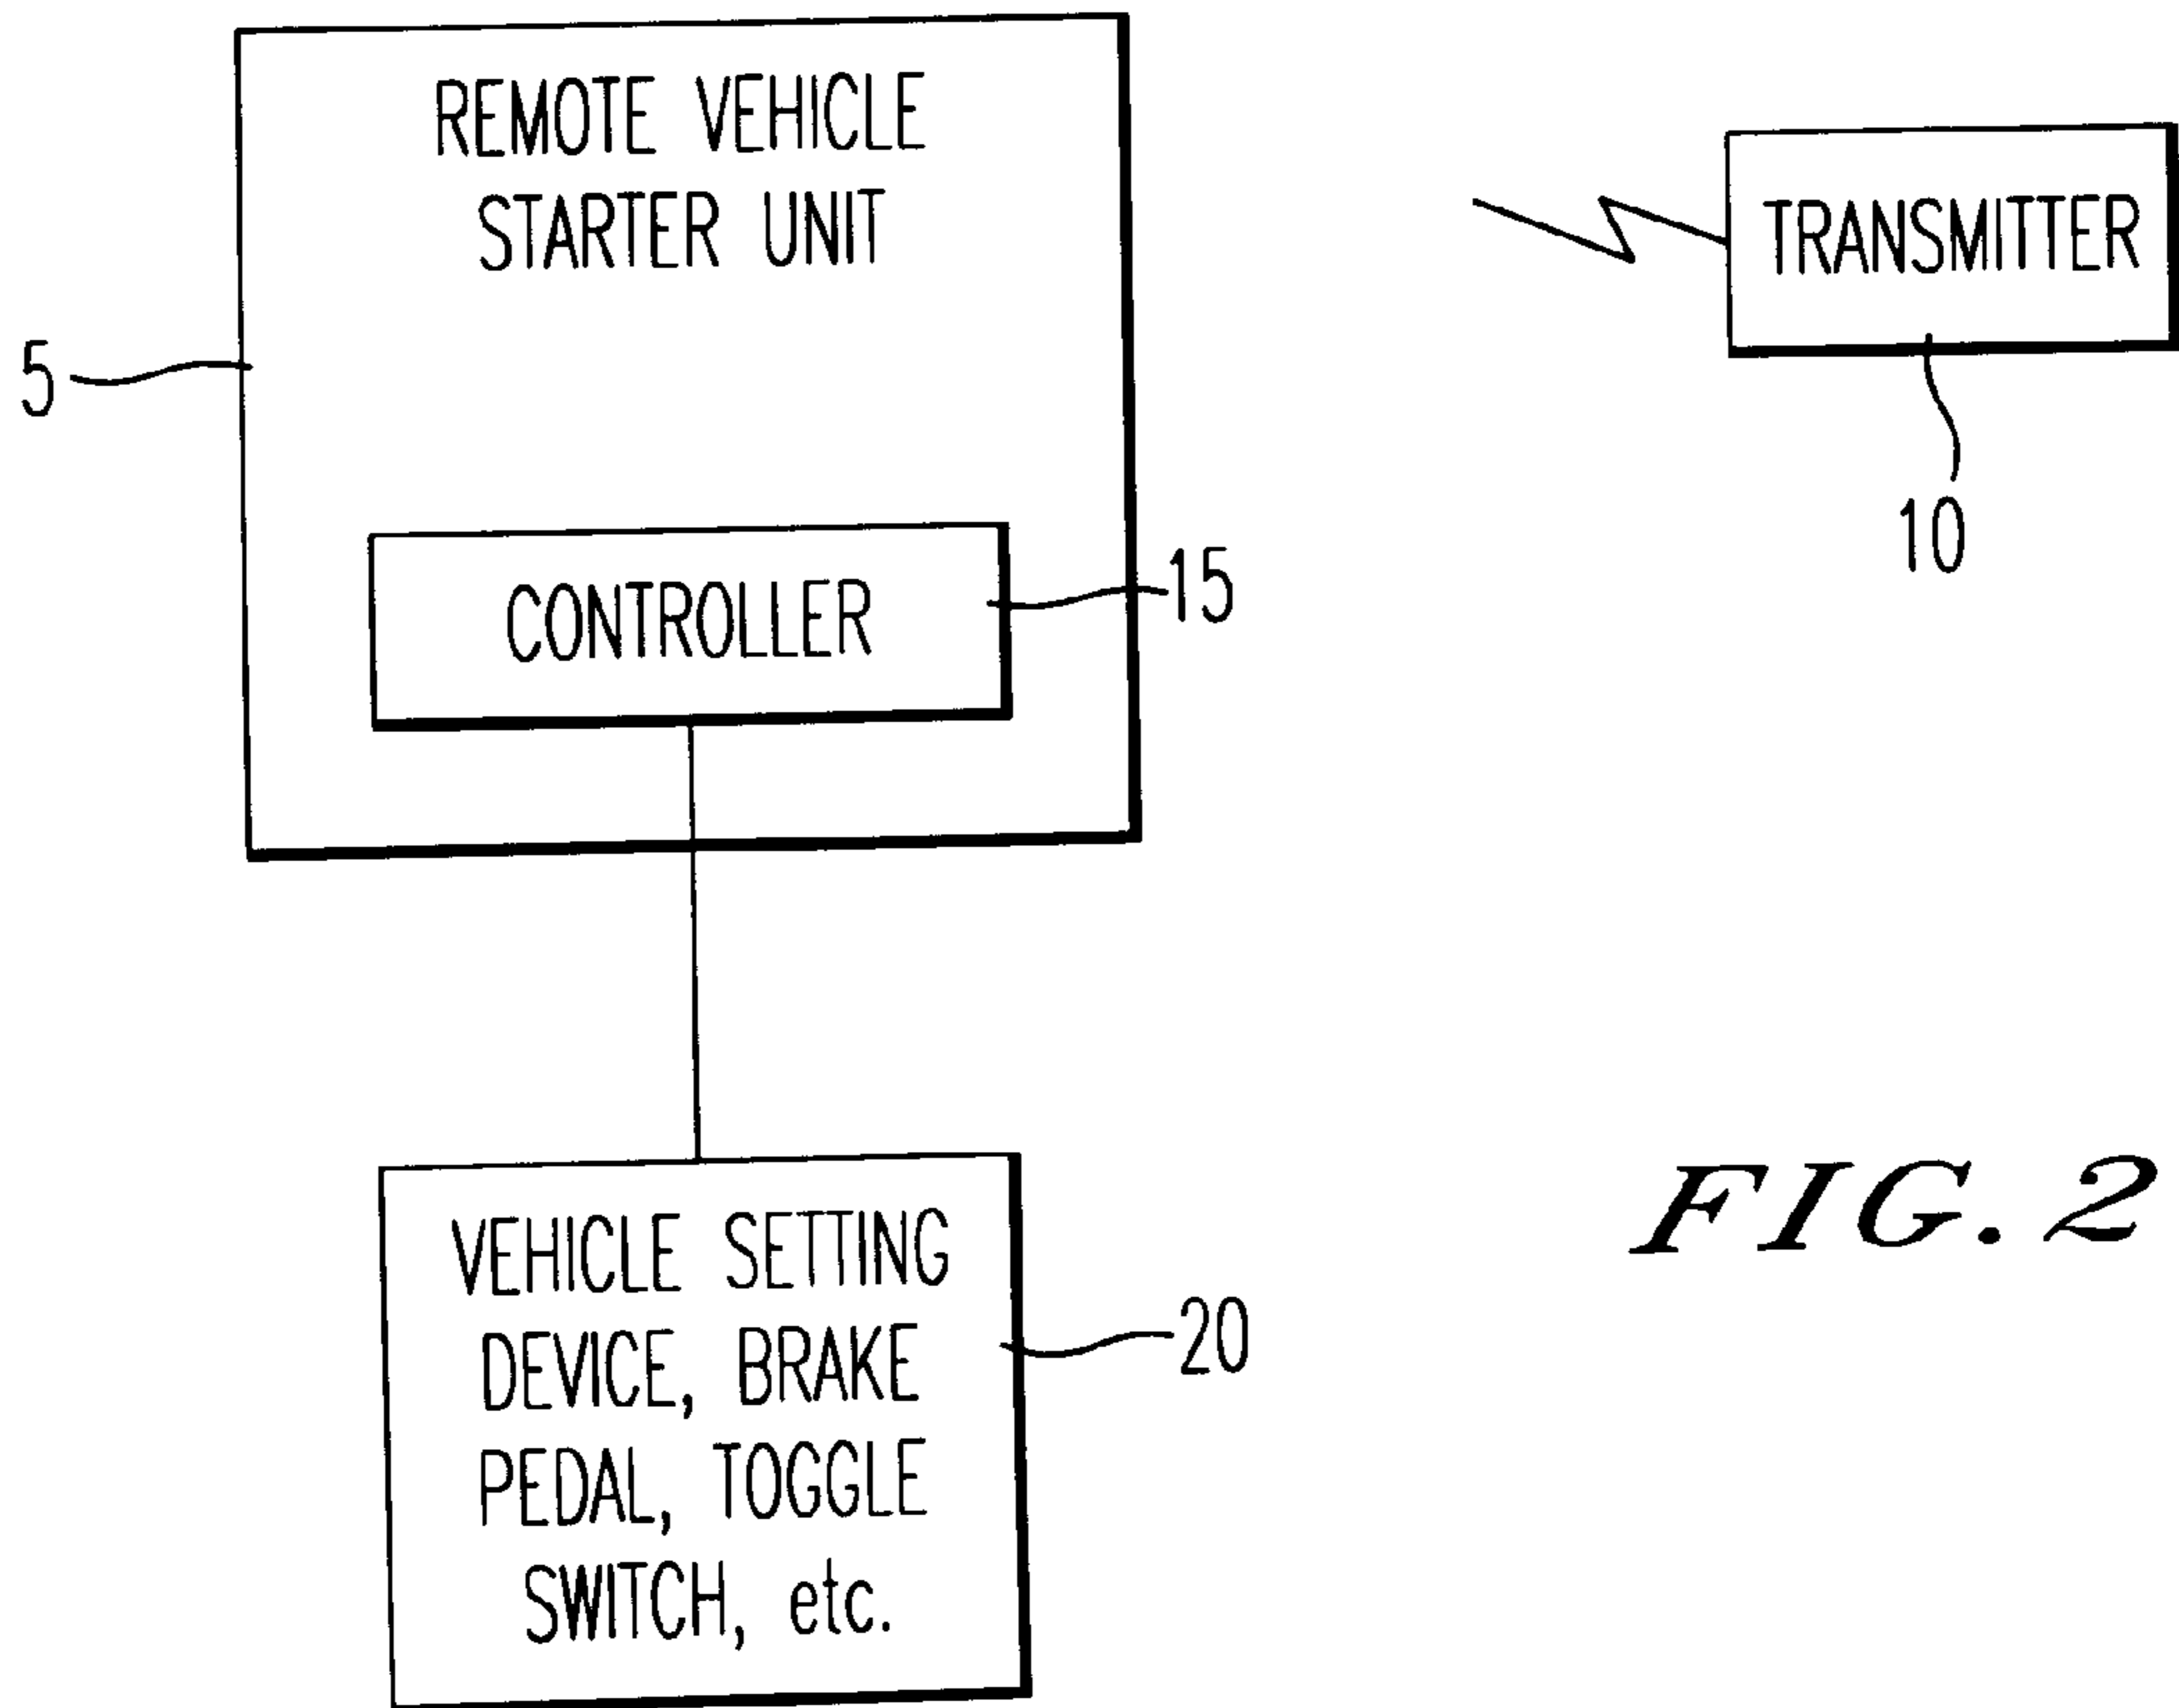 REMOTE VEHICLE
STARTER UNIT
TRANSMITTER
5
10
CONTROLLER
15
VEHICLE SETTING
DEVICE, BRAKE
PEDAL, TOGGLE
SWITCH, etc.
20
FIG. 2